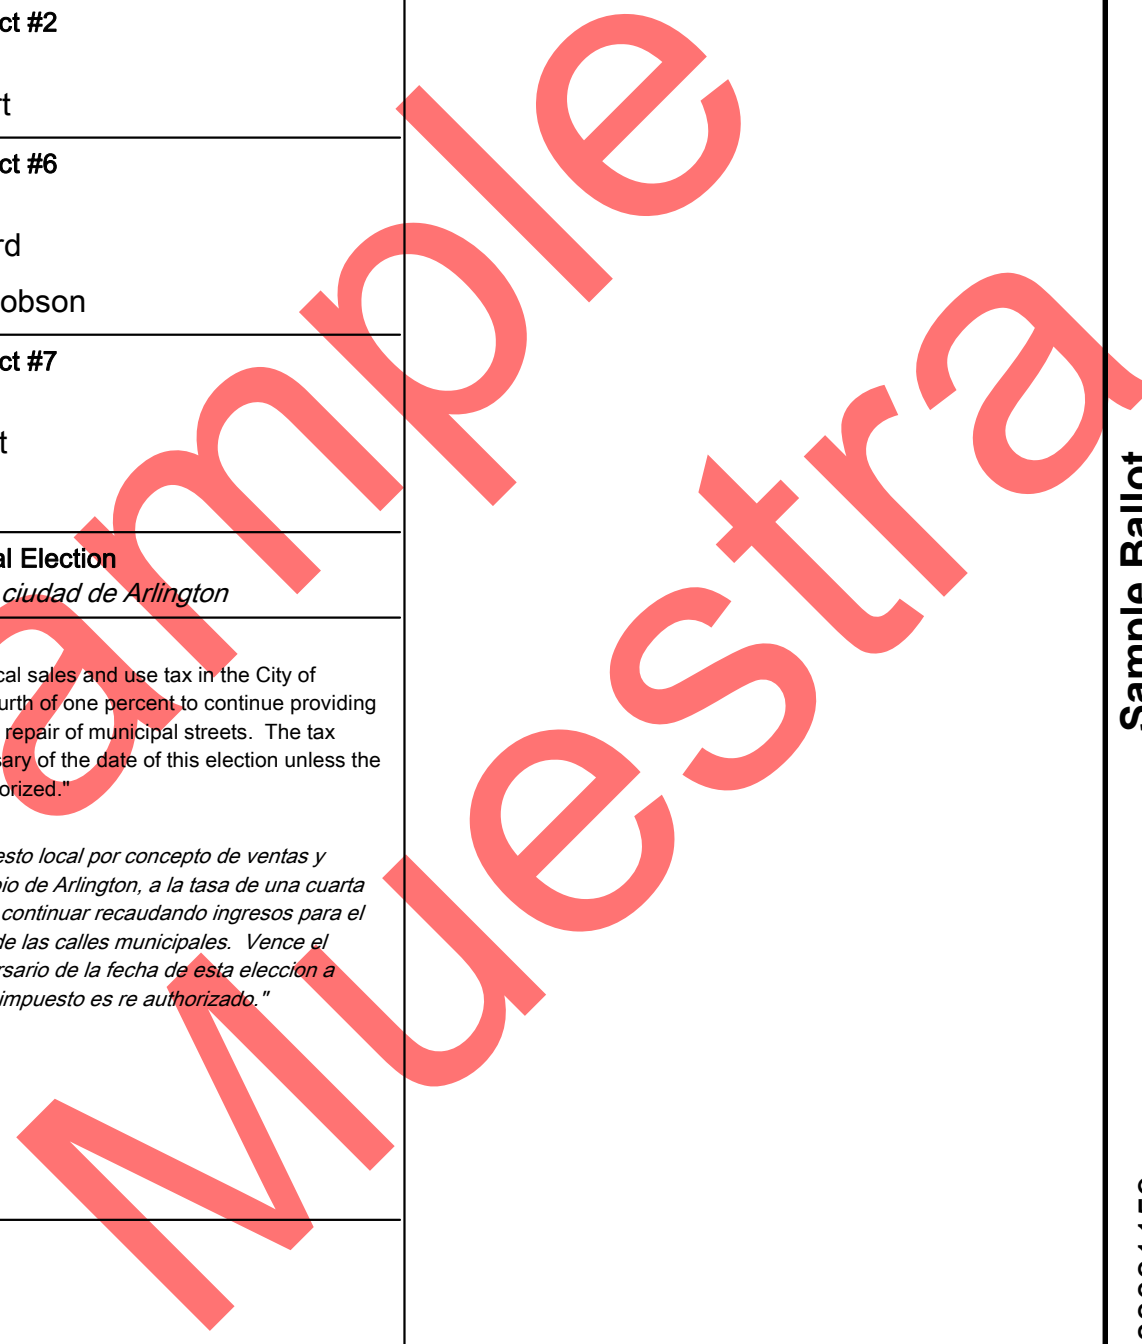 ct #2
rt
ct #6
rd
obson
ct #7
t
al Election
ciudad de Arlington
cal sales and use tax in the City of
urth of one percent to continue providing
repair of municipal streets. The tax
sary of the date of this election unless the
orized."
esto local por concepto de ventas y
pio de Arlington, a la tasa de una cuarta
continuar recaudando ingresos para el
de las calles municipales. Vence el
rsario de la fecha de esta eleccion a
impuesto es re authorizado."
ample
Muestra
Sample Ballot